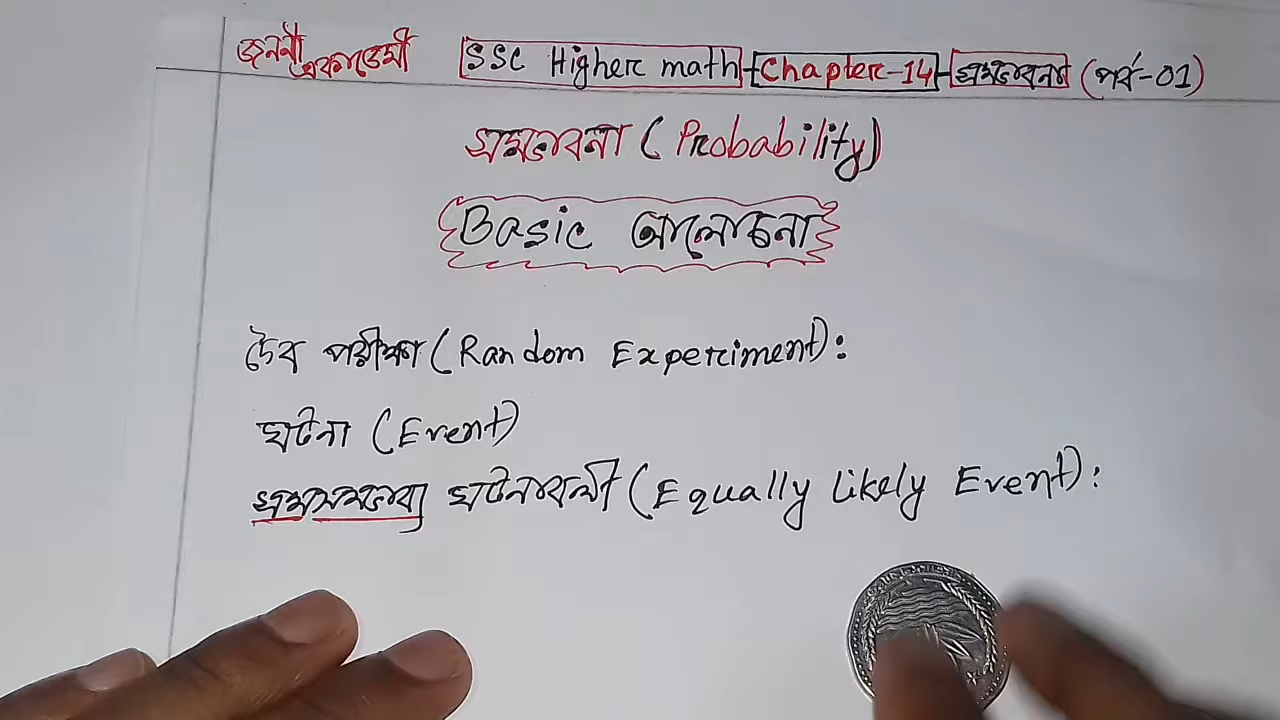 জননী একাডেমী SSC Higher math - Chapter-14 - সম্ভাবনা (পর্ব-01)
সম্ভাবনা (Probability)
Basic আলোচনা
দৈব পরীক্ষা (Random Experiment):
ঘটনা (Event)
সমসম্ভাব্য ঘটনাবলী (Equally Likely Event):